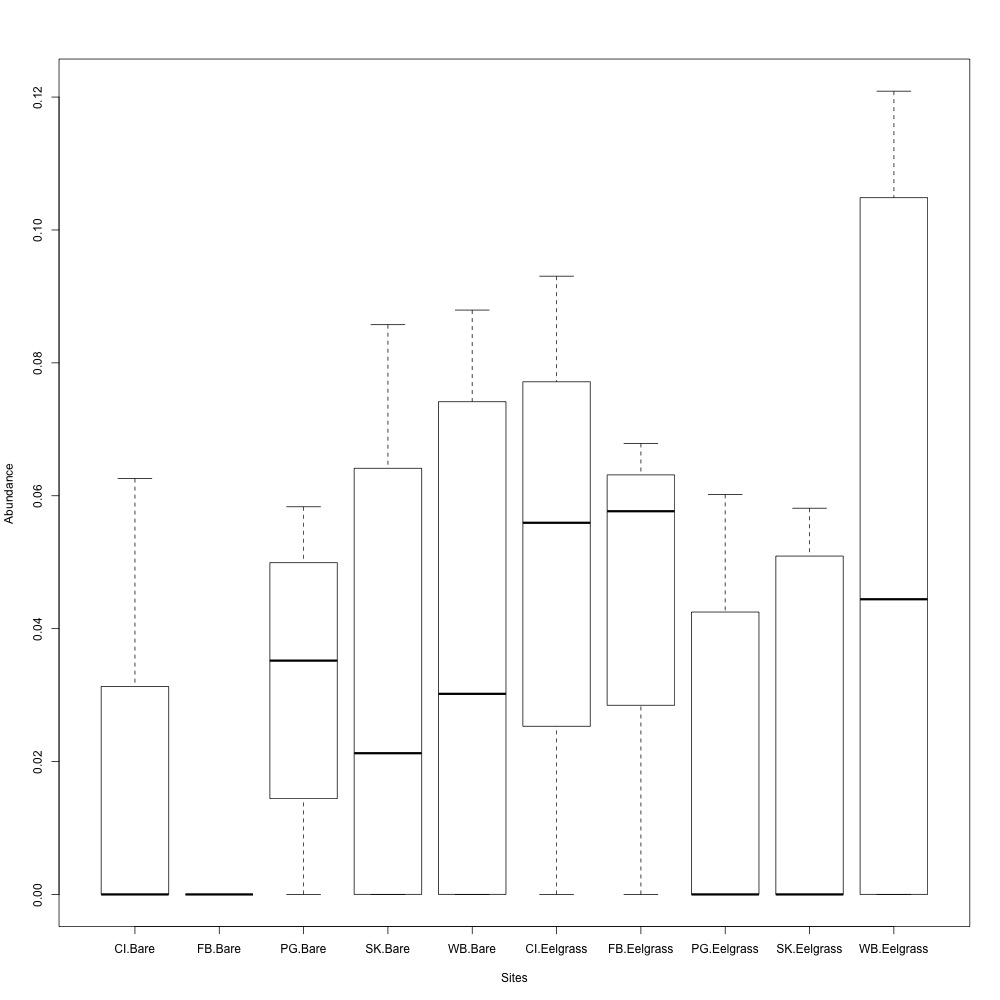 Abundance
0.12
0.10
0.08
0.06
0.04
0.02
0.00
CI.Bare FB.Bare PG.Bare SK.Bare WB.Bare CI.Eelgrass FB.Eelgrass PG.Eelgrass SK.Eelgrass WB.Eelgrass
Sites